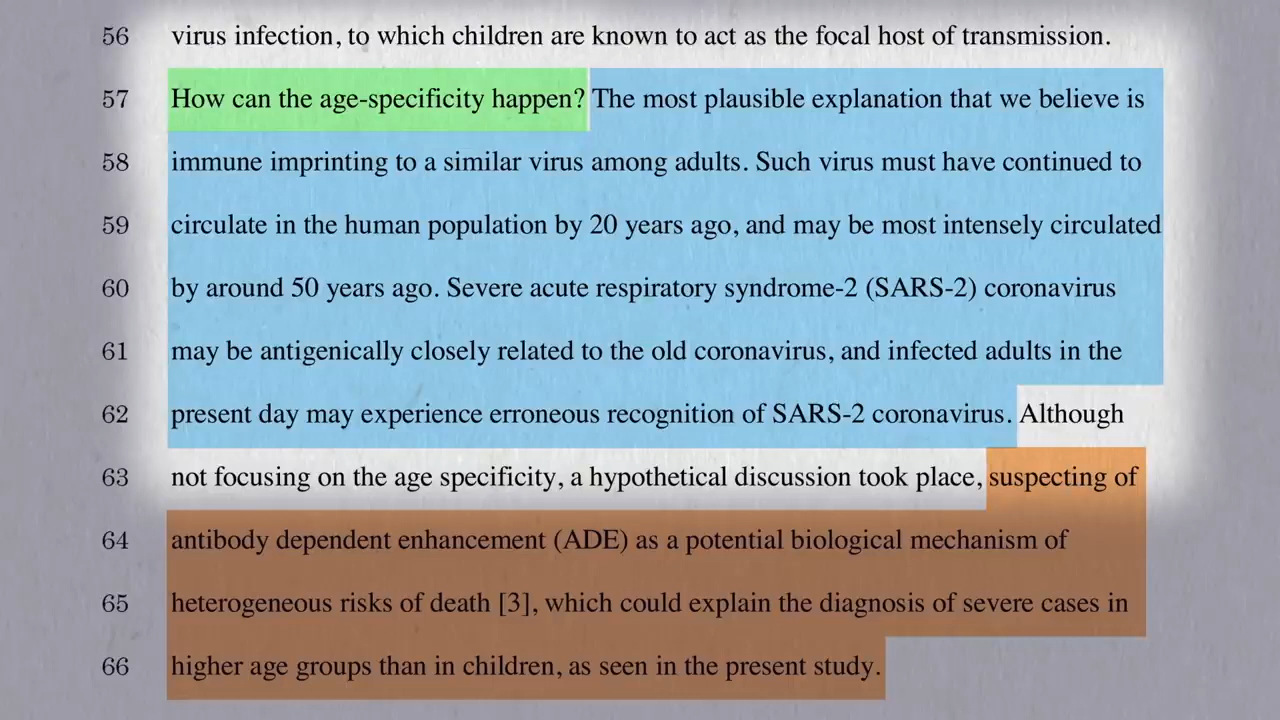 56 virus infection, to which children are known to act as the focal host of transmission.
57 How can the age-specificity happen? The most plausible explanation that we believe is
58 immune imprinting to a similar virus among adults. Such virus must have continued to
59 circulate in the human population by 20 years ago, and may be most intensely circulated
60 by around 50 years ago. Severe acute respiratory syndrome-2 (SARS-2) coronavirus
61 may be antigenically closely related to the old coronavirus, and infected adults in the
62 present day may experience erroneous recognition of SARS-2 coronavirus. Although
63 not focusing on the age specificity, a hypothetical discussion took place, suspecting of
64 antibody dependent enhancement (ADE) as a potential biological mechanism of
65 heterogeneous risks of death [3], which could explain the diagnosis of severe cases in
66 higher age groups than in children, as seen in the present study.